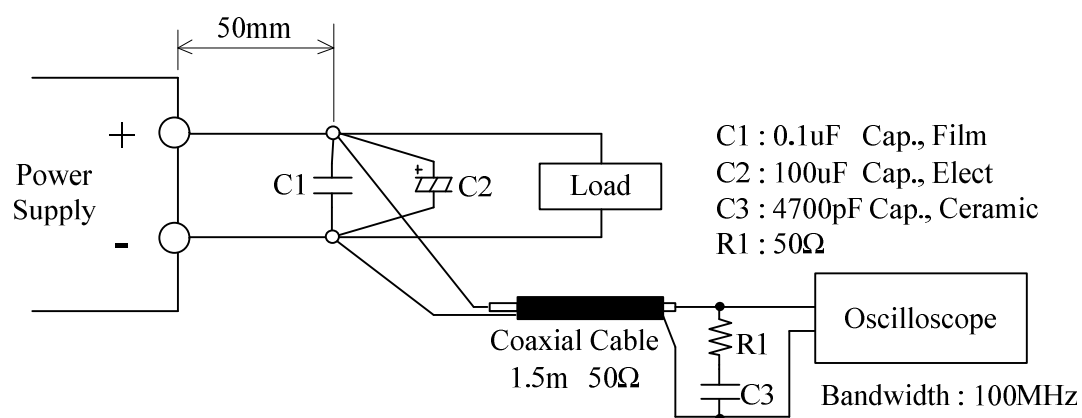 50mm
+
Power
Supply
-
C1
+
C2
Load
C1 : 0.1uF Cap., Film
C2 : 100uF Cap., Elect
C3 : 4700pF Cap., Ceramic
R1 : 50Ω
Coaxial Cable
1.5m 50Ω
R1
C3
Oscilloscope
Bandwidth : 100MHz